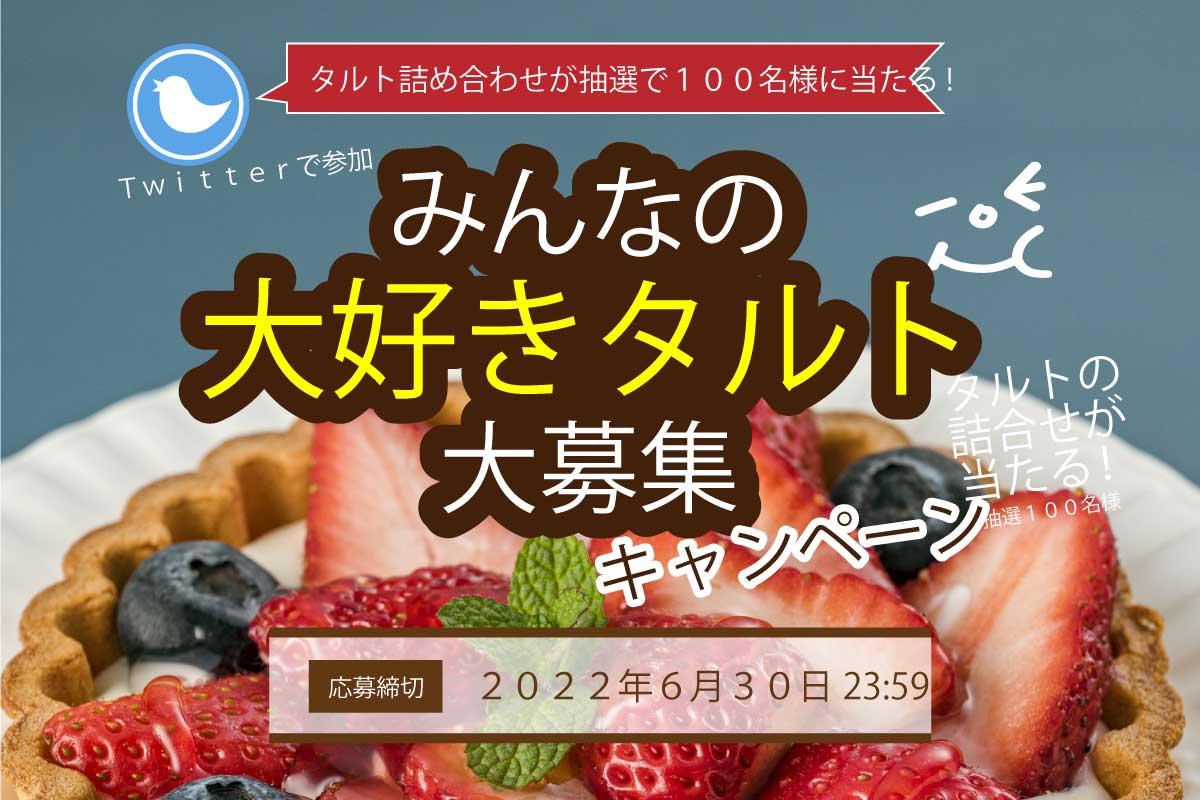 タルト詰め合わせが抽選で１００名様に当たる！
Ｔｗｉｔｔｅｒで参加
みんなの
大好きタルト
大募集
キャンペーン
タルトの
詰合せが
当たる！
抽選１００名様
応募締切 ２０２２年６月３０日 23:59